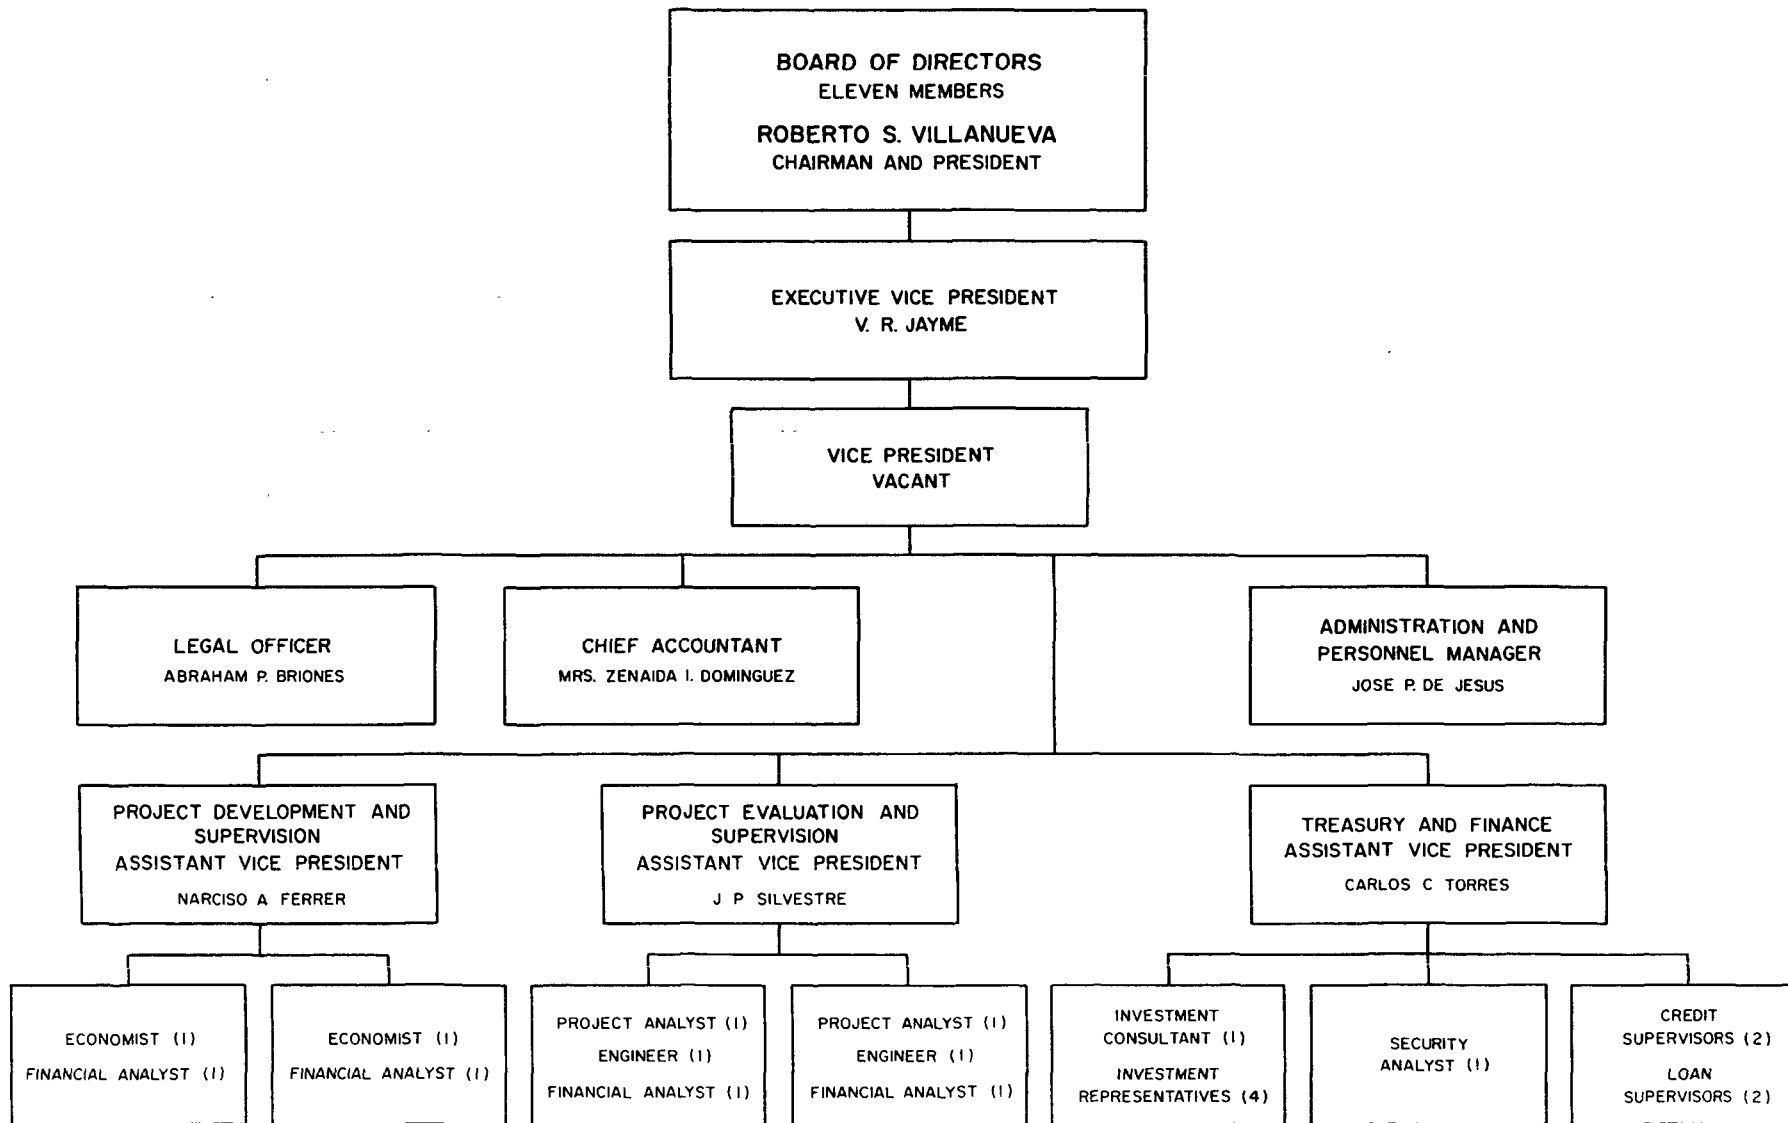 BOARD OF DIRECTORS
ELEVEN MEMBERS
ROBERTO S. VILLANUEVA
CHAIRMAN AND PRESIDENT
EXECUTIVE VICE PRESIDENT
V. R. JAYME
VICE PRESIDENT
VACANT
LEGAL OFFICER
ABRAHAM P. BRIONES
CHIEF ACCOUNTANT
MRS. ZENAIDA I. DOMINGUEZ
ADMINISTRATION AND
PERSONNEL MANAGER
JOSE P. DE JESUS
PROJECT DEVELOPMENT AND
SUPERVISION
ASSISTANT VICE PRESIDENT
NARCISO A FERRER
PROJECT EVALUATION AND
SUPERVISION
ASSISTANT VICE PRESIDENT
J P SILVESTRE
TREASURY AND FINANCE
ASSISTANT VICE PRESIDENT
CARLOS C TORRES
ECONOMIST (1)
FINANCIAL ANALYST (1)
ECONOMIST (1)
FINANCIAL ANALYST (1)
PROJECT ANALYST (1)
ENGINEER (1)
FINANCIAL ANALYST (1)
PROJECT ANALYST (1)
ENGINEER (1)
FINANCIAL ANALYST (1)
INVESTMENT
CONSULTANT (1)
INVESTMENT
REPRESENTATIVES (4)
SECURITY
ANALYST (1)
CREDIT
SUPERVISORS (2)
LOAN
SUPERVISORS (2)